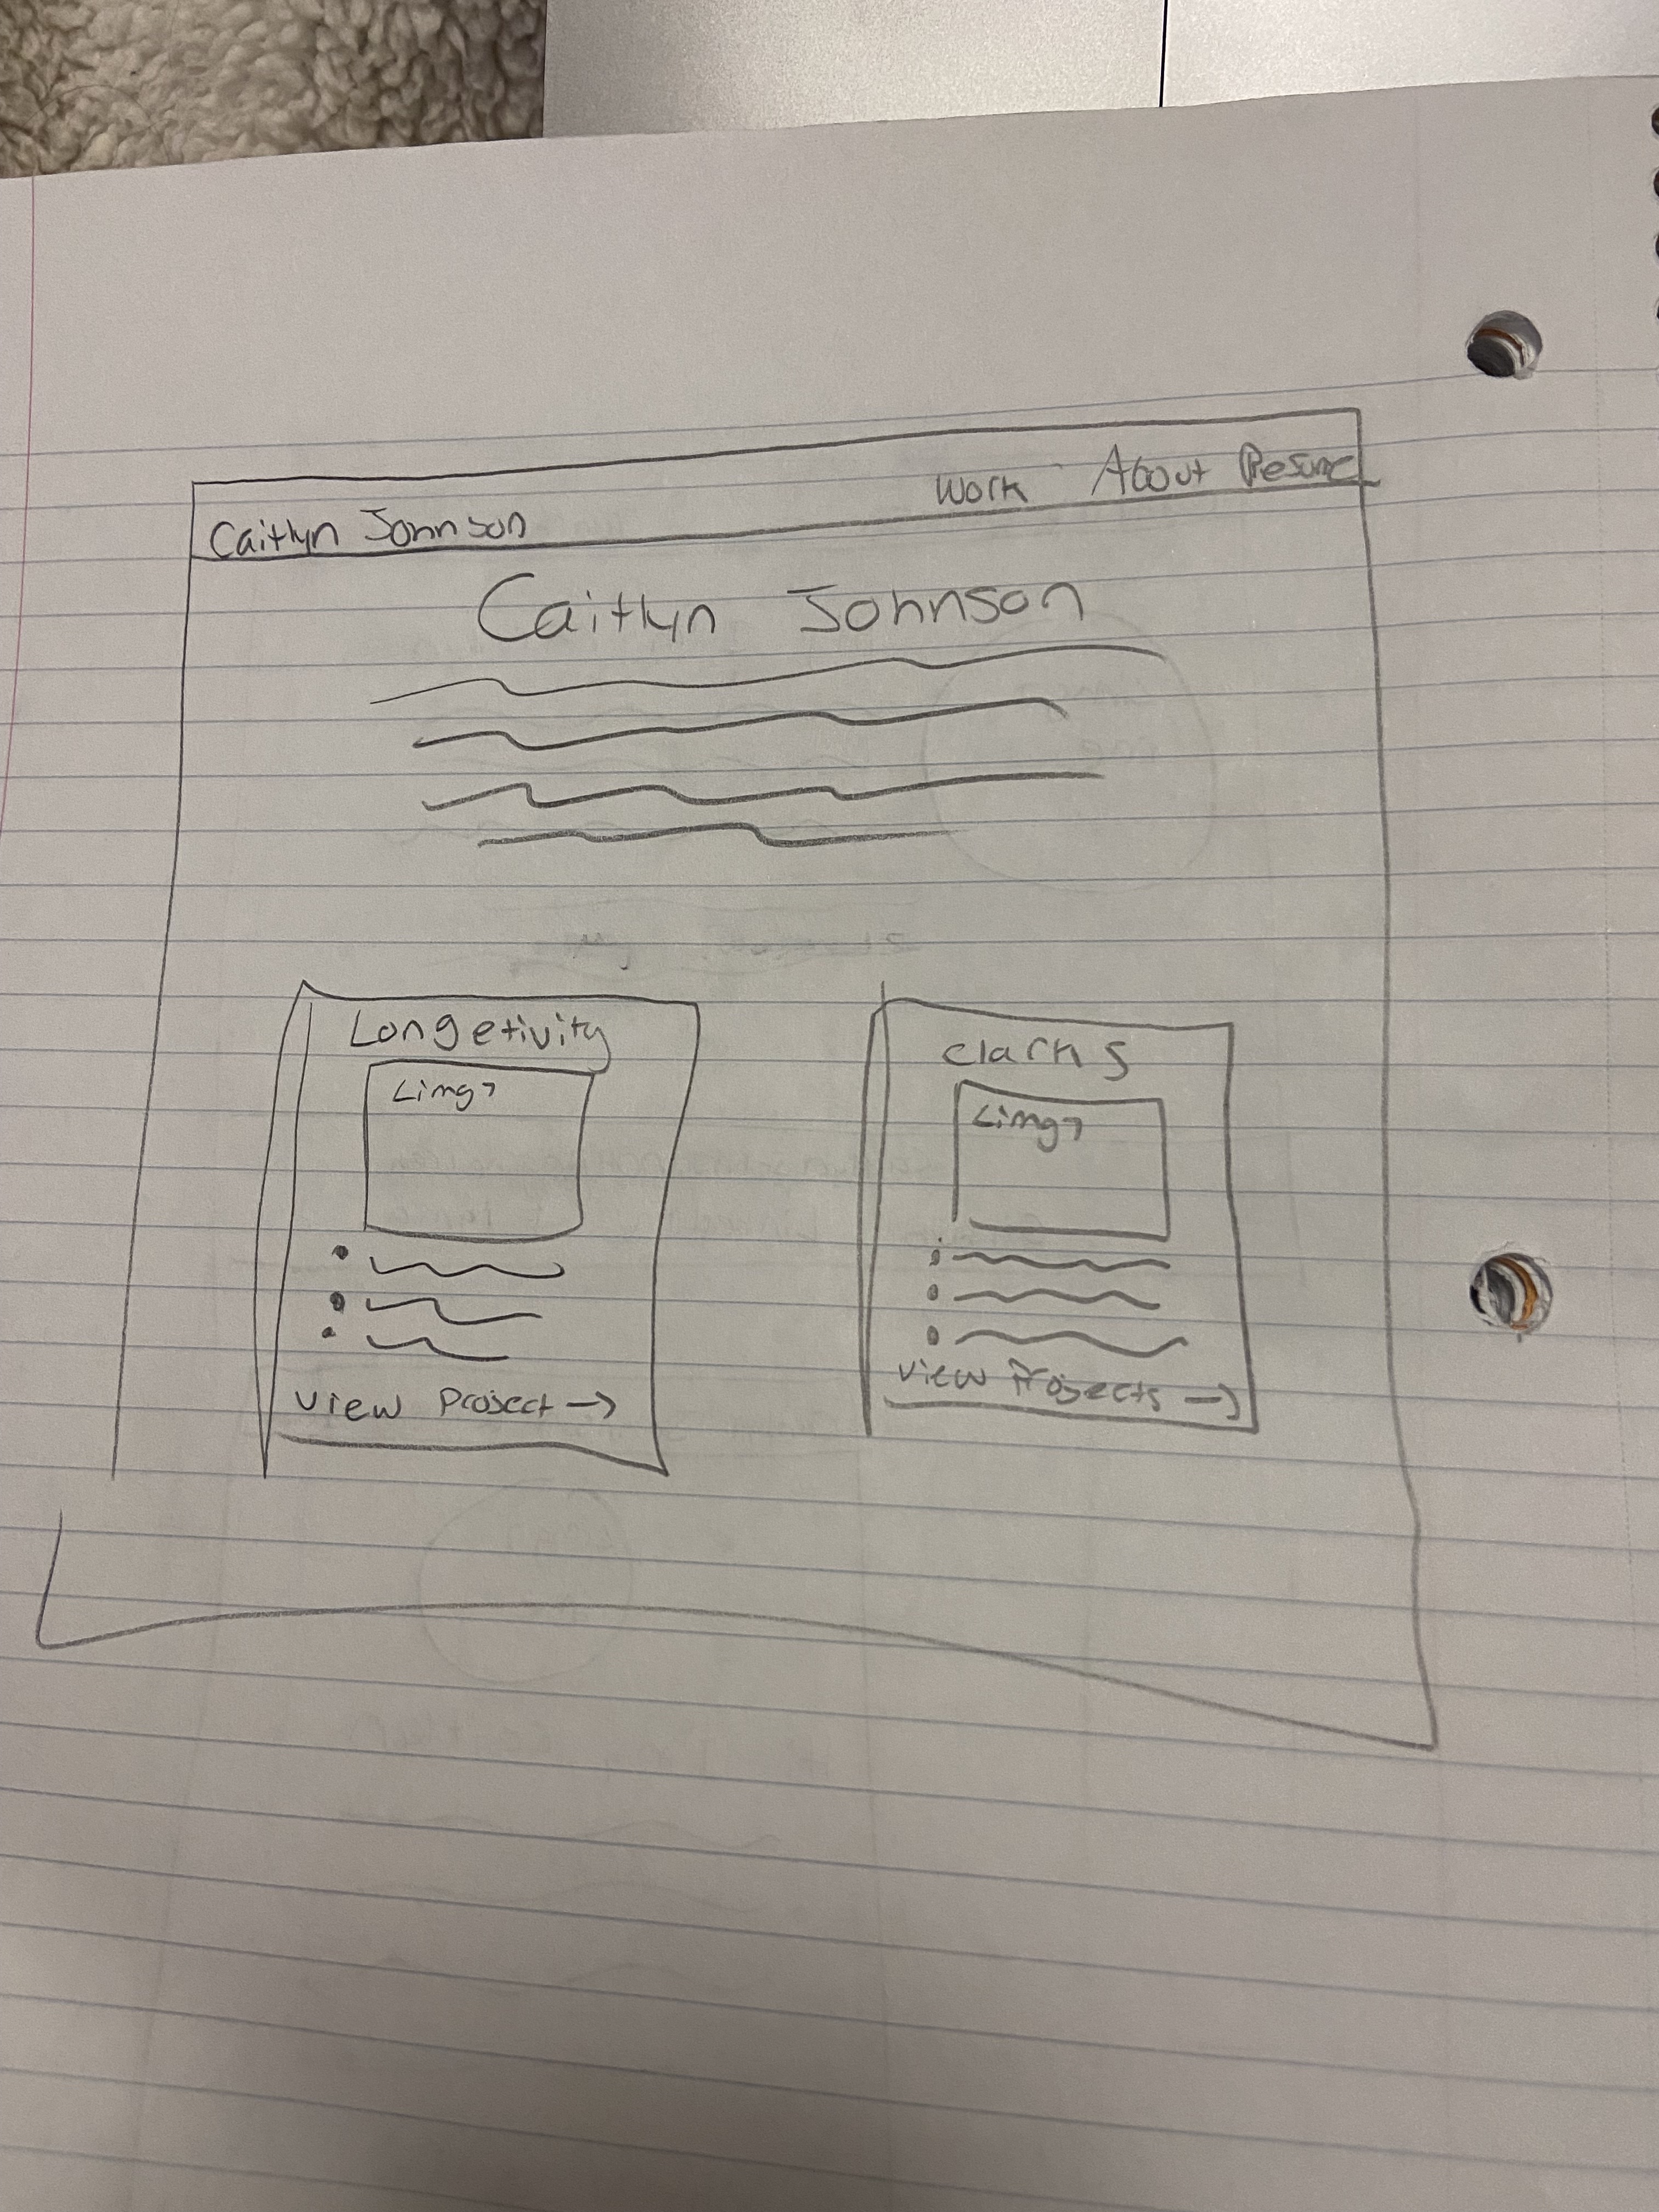 Caitlyn Johnson Work About Resume
Caitlyn Johnson
Longetivity
<img>
View Project →
Clarks
<img>
View Projects →